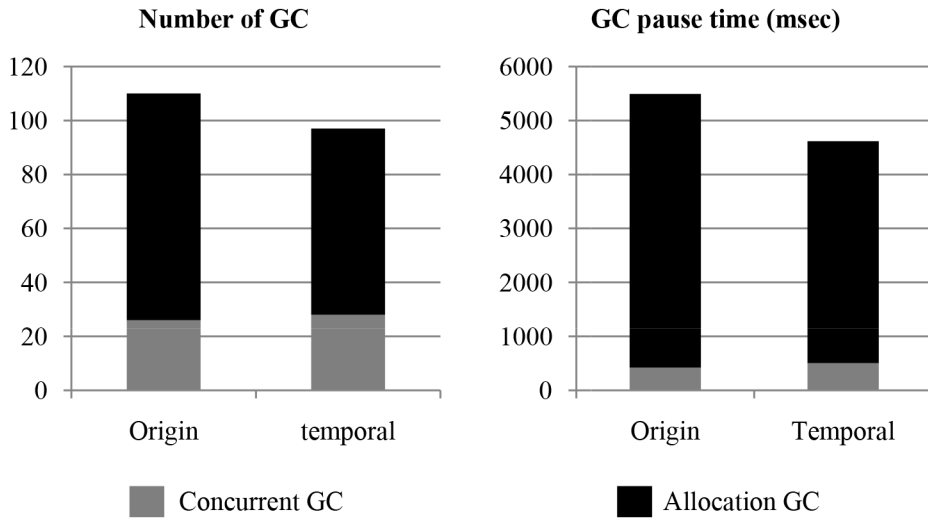 Number of GC
120
100
80
60
40
20
0
Origin
temporal
GC pause time (msec)
6000
5000
4000
3000
2000
1000
0
Origin
Temporal
Concurrent GC
Allocation GC